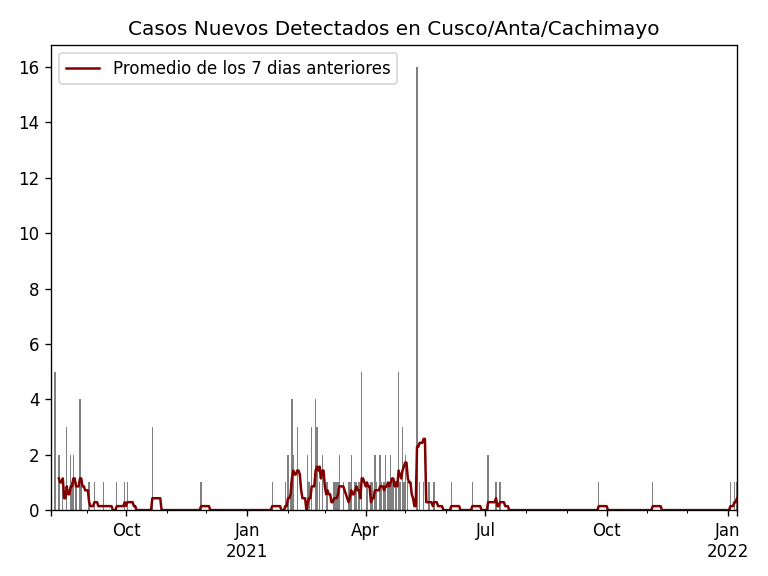 Casos Nuevos Detectados en Cusco/Anta/Cachimayo
Promedio de los 7 dias anteriores
16
14
12
10
8
6
4
2
0
Oct
Jan
2021
Apr
Jul
Oct
Jan
2022